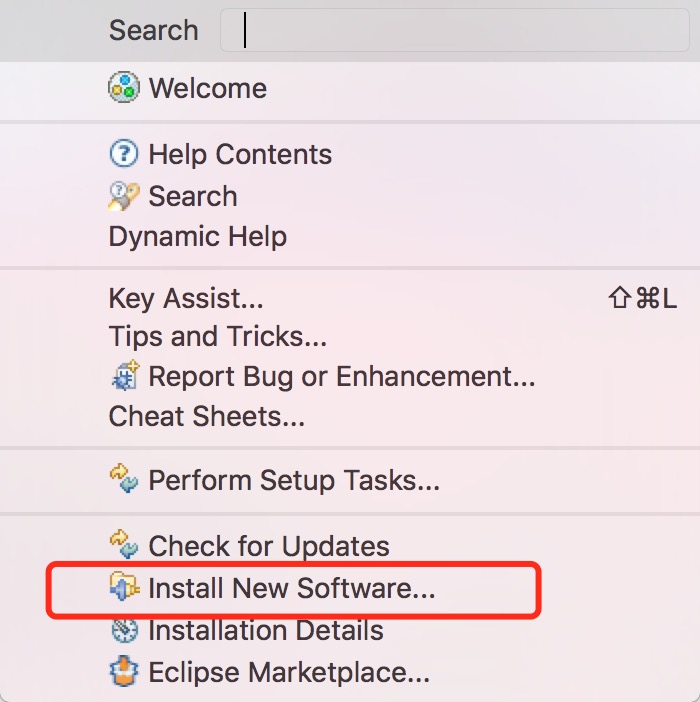 Search
Welcome
Help Contents
Search
Dynamic Help
Key Assist... ⇧⌘L
Tips and Tricks...
Report Bug or Enhancement...
Cheat Sheets...
Perform Setup Tasks...
Check for Updates
Install New Software...
Installation Details
Eclipse Marketplace...